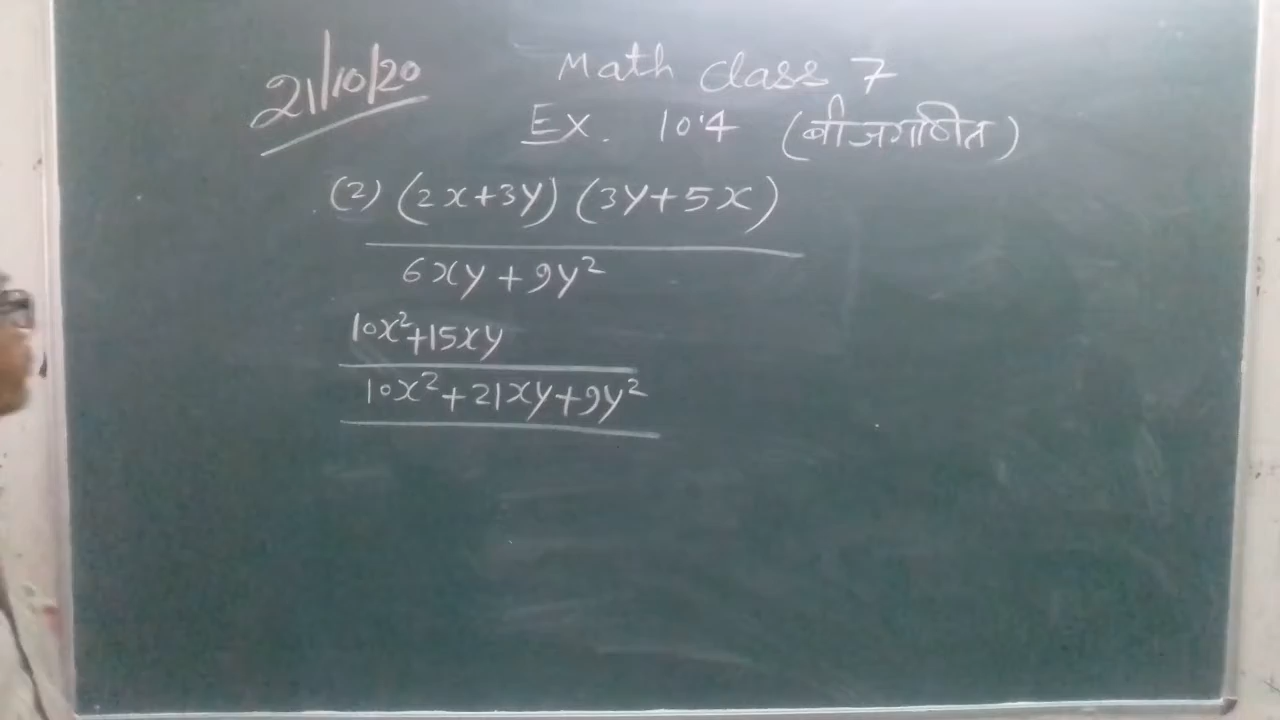 21/10/20
Math class 7
Ex. 10.4 (बीजगणित)
(2) (2x+3y) (3y+5x)
6xy + 9y²
10x²+15xy
10x²+21xy+9y²